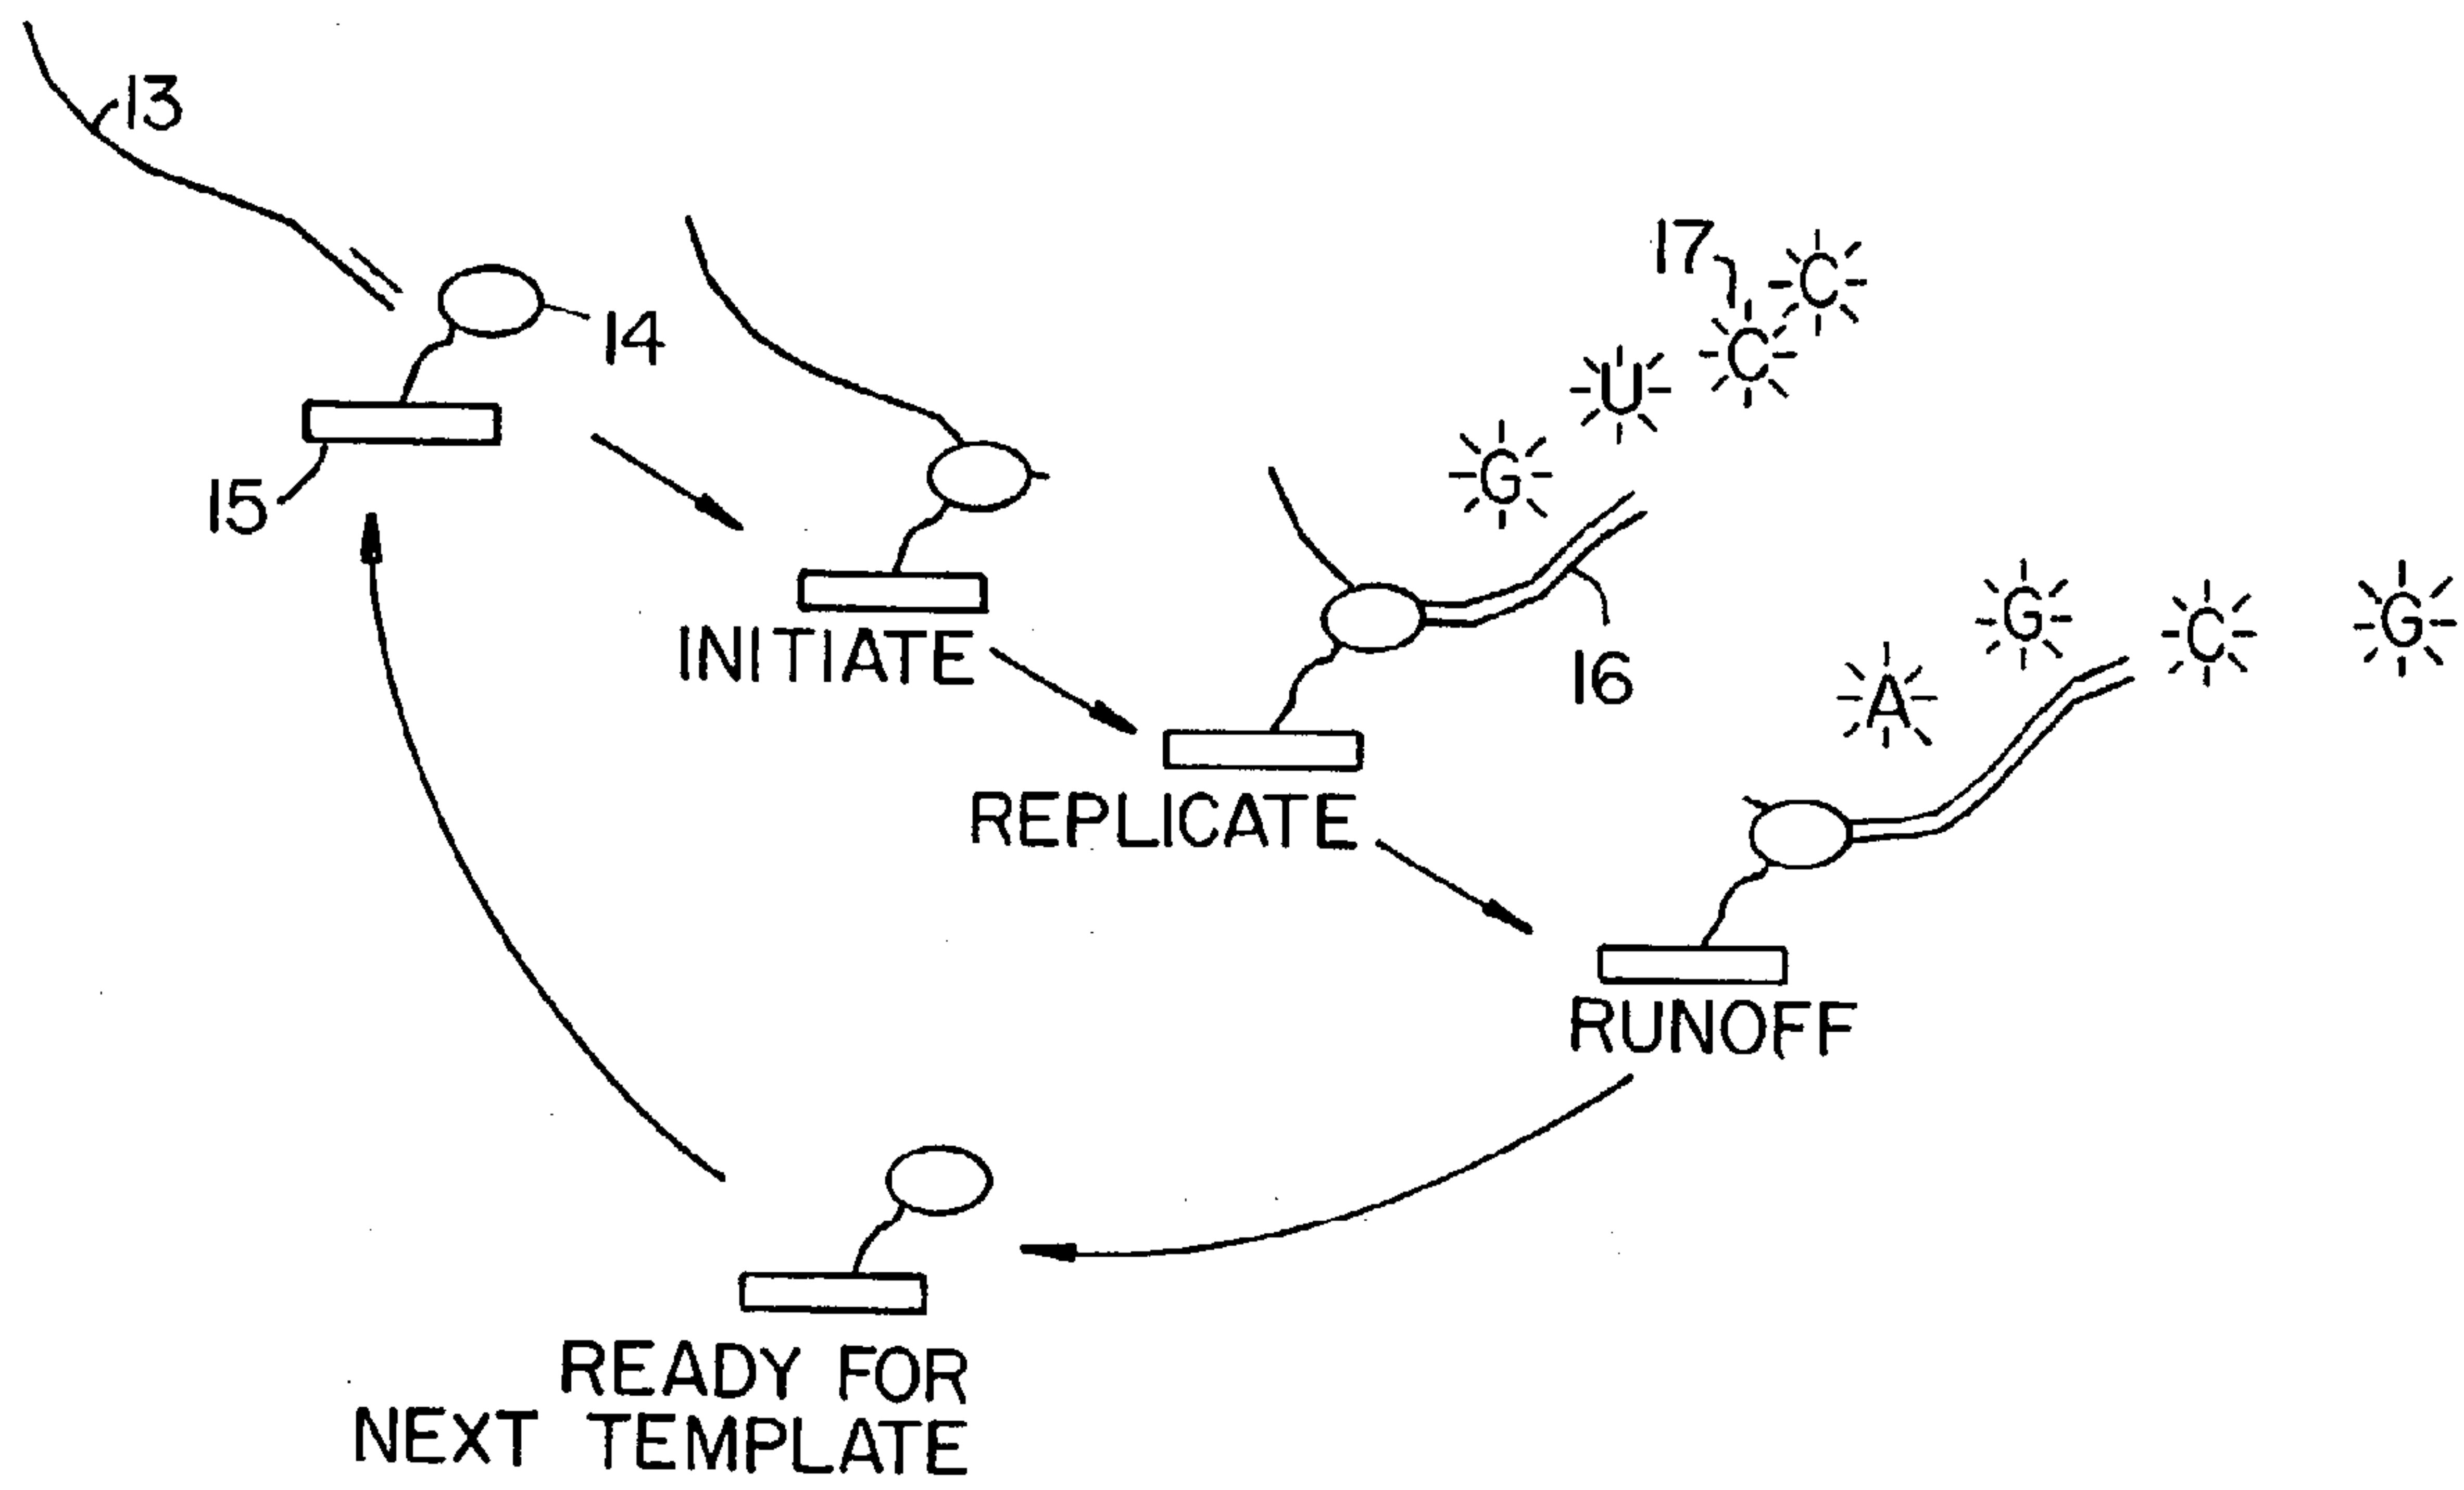 13
14
15
INITIATE
17
C
C
U
G
16
REPLICATE
G
C
G
A
RUNOFF
READY FOR
NEXT TEMPLATE